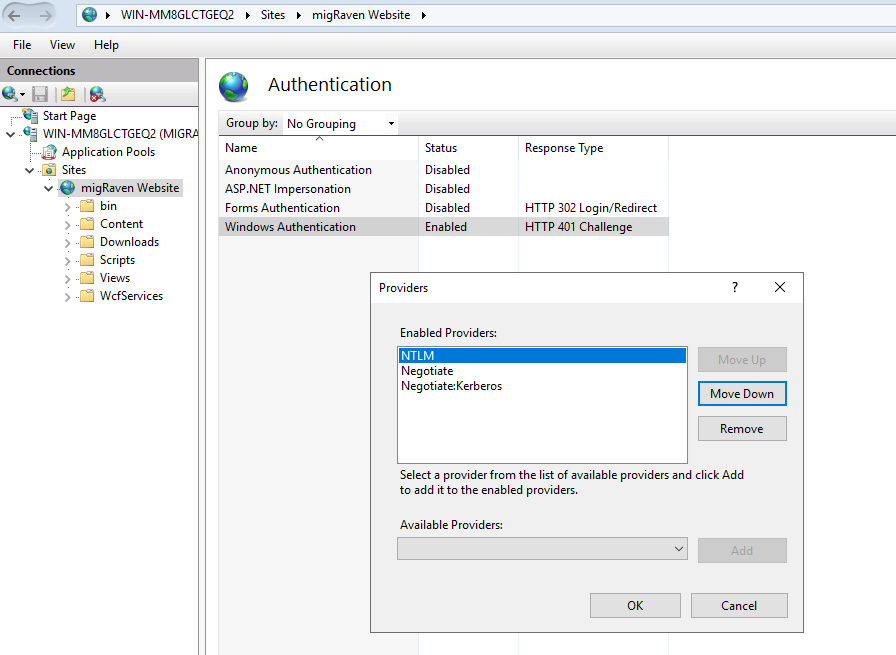 WIN-MM8GLCTGEQ2 Sites migRaven Website
File View Help
Connections
Start Page
WIN-MM8GLCTGEQ2 (MIGRA
Application Pools
Sites
migRaven Website
bin
Content
Downloads
Scripts
Views
WcfServices
Authentication
Group by: No Grouping
Name Status Response Type
Anonymous Authentication Disabled
ASP.NET Impersonation Disabled
Forms Authentication Disabled HTTP 302 Login/Redirect
Windows Authentication Enabled HTTP 401 Challenge
Providers ?
Enabled Providers:
NTLM
Negotiate
Negotiate:Kerberos
Move Up
Move Down
Remove
Select a provider from the list of available providers and click Add
to add it to the enabled providers.
Available Providers:
Add
OK Cancel